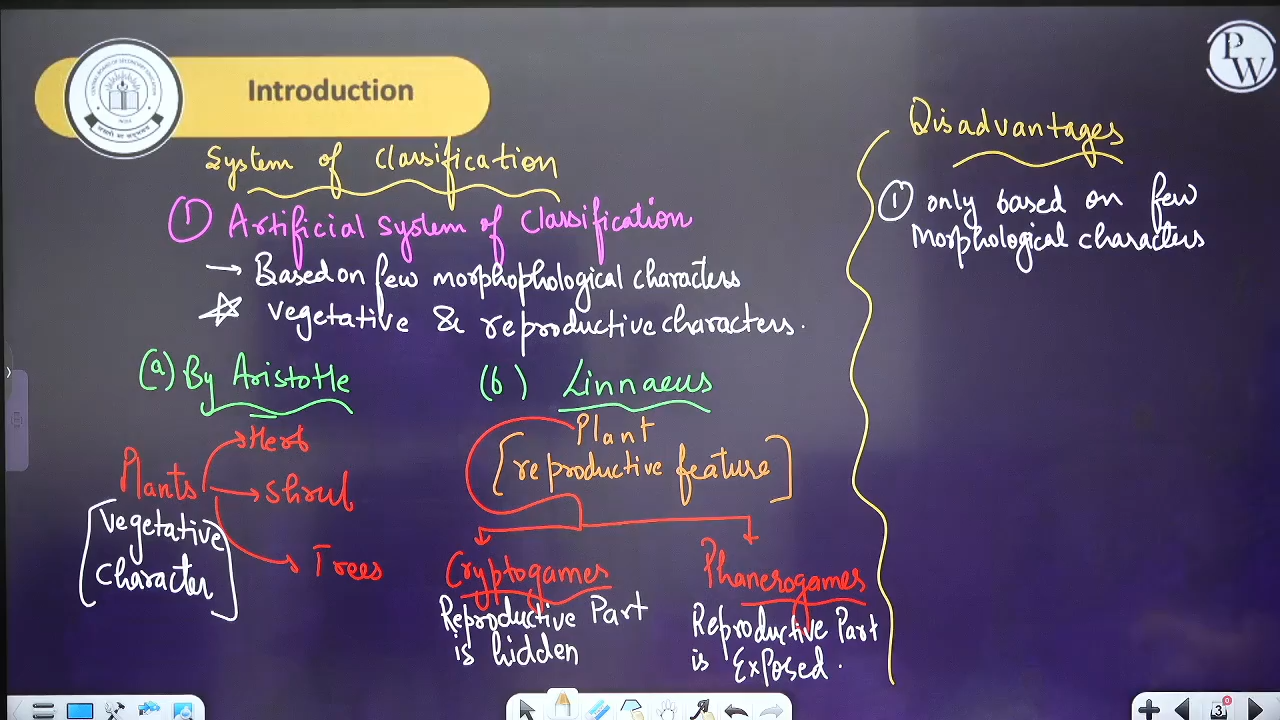 Introduction
PW
System of classification
① Artificial System of Classification
→ Based on few morphophological characters
☆ vegetative & reproductive characters.
(a) By Aristotle
Plants
[vegetative
character]
→ Herb
→ Shrub
→ Trees
(b) Linnaeus
Plant
[reproductive feature]
Cryptogames
Reproductive Part
is hidden
Phanerogames
Reproductive Part
is Exposed.
Disadvantages
① only based on few
Morphological characters
3
0